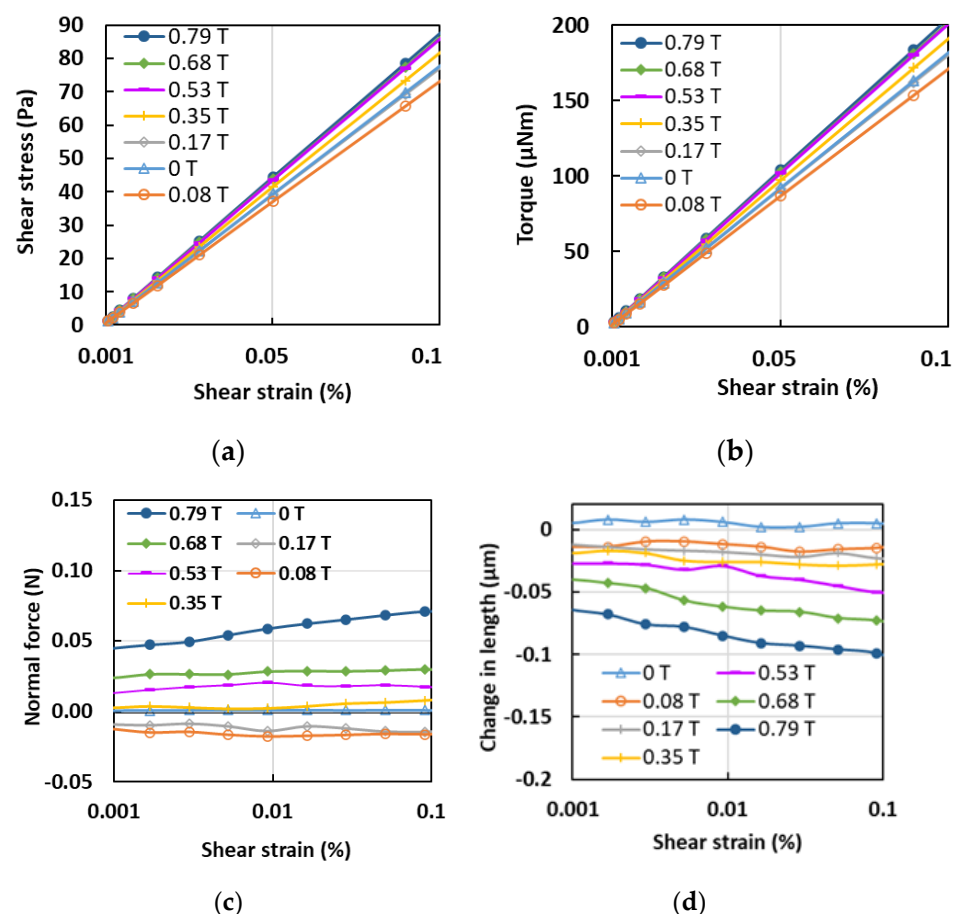 90
80
70
60
50
40
30
20
10
0
Shear stress (Pa)
0.79 T
0.68 T
0.53 T
0.35 T
0.17 T
0 T
0.08 T
0.001 0.05 0.1
Shear strain (%)
(a)
200
150
100
50
0
Torque (μNm)
0.79 T
0.68 T
0.53 T
0.35 T
0.17 T
0 T
0.08 T
0.001 0.05 0.1
Shear strain (%)
(b)
0.15
0.10
0.05
0.00
-0.05
Normal force (N)
0.79 T 0 T
0.68 T 0.17 T
0.53 T 0.08 T
0.35 T
0.001 0.01 0.1
Shear strain (%)
(c)
0
-0.05
-0.1
-0.15
-0.2
Change in length (μm)
0 T 0.53 T
0.08 T 0.68 T
0.17 T 0.79 T
0.35 T
0.001 0.01 0.1
Shear strain (%)
(d)